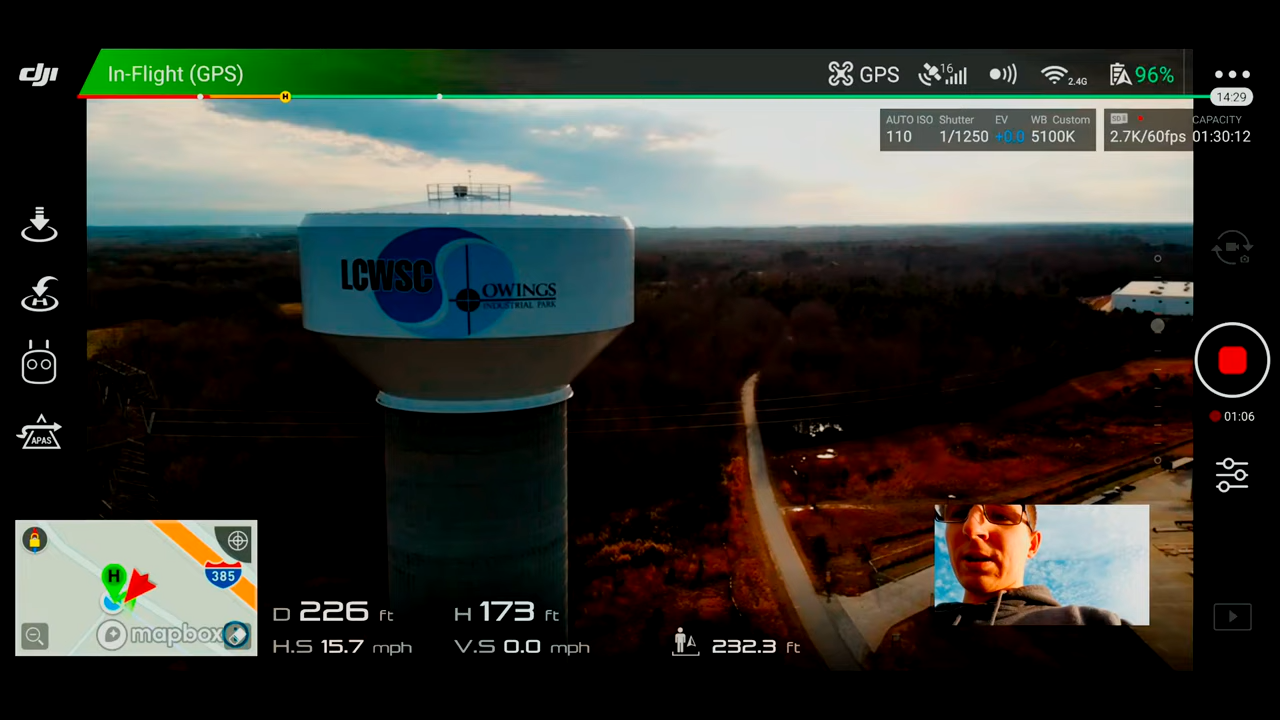 dji
In-Flight (GPS)
GPS
16
2.4G
96%
14:29
AUTO ISO Shutter EV WB Custom
110 1/1250 +0.0 5100K
CAPACITY
2.7K/60fps 01:30:12
LCWSC
OWINGS
INDUSTRIAL PARK
H
H
APAS
01:06
385
H
mapbox
D 226 ft H 173 ft
H.S 15.7 mph V.S 0.0 mph
232.3 ft